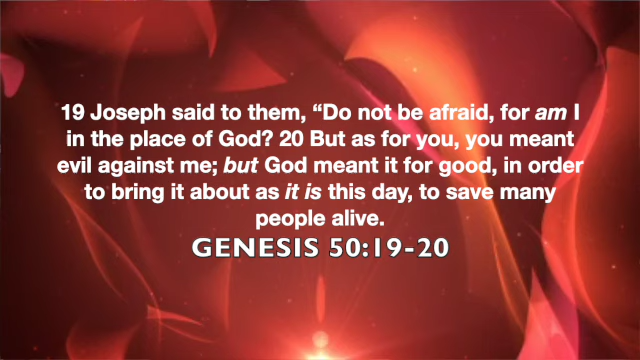 19 Joseph said to them, “Do not be afraid, for am I
in the place of God? 20 But as for you, you meant
evil against me; but God meant it for good, in order
to bring it about as it is this day, to save many
people alive.
GENESIS 50:19-20